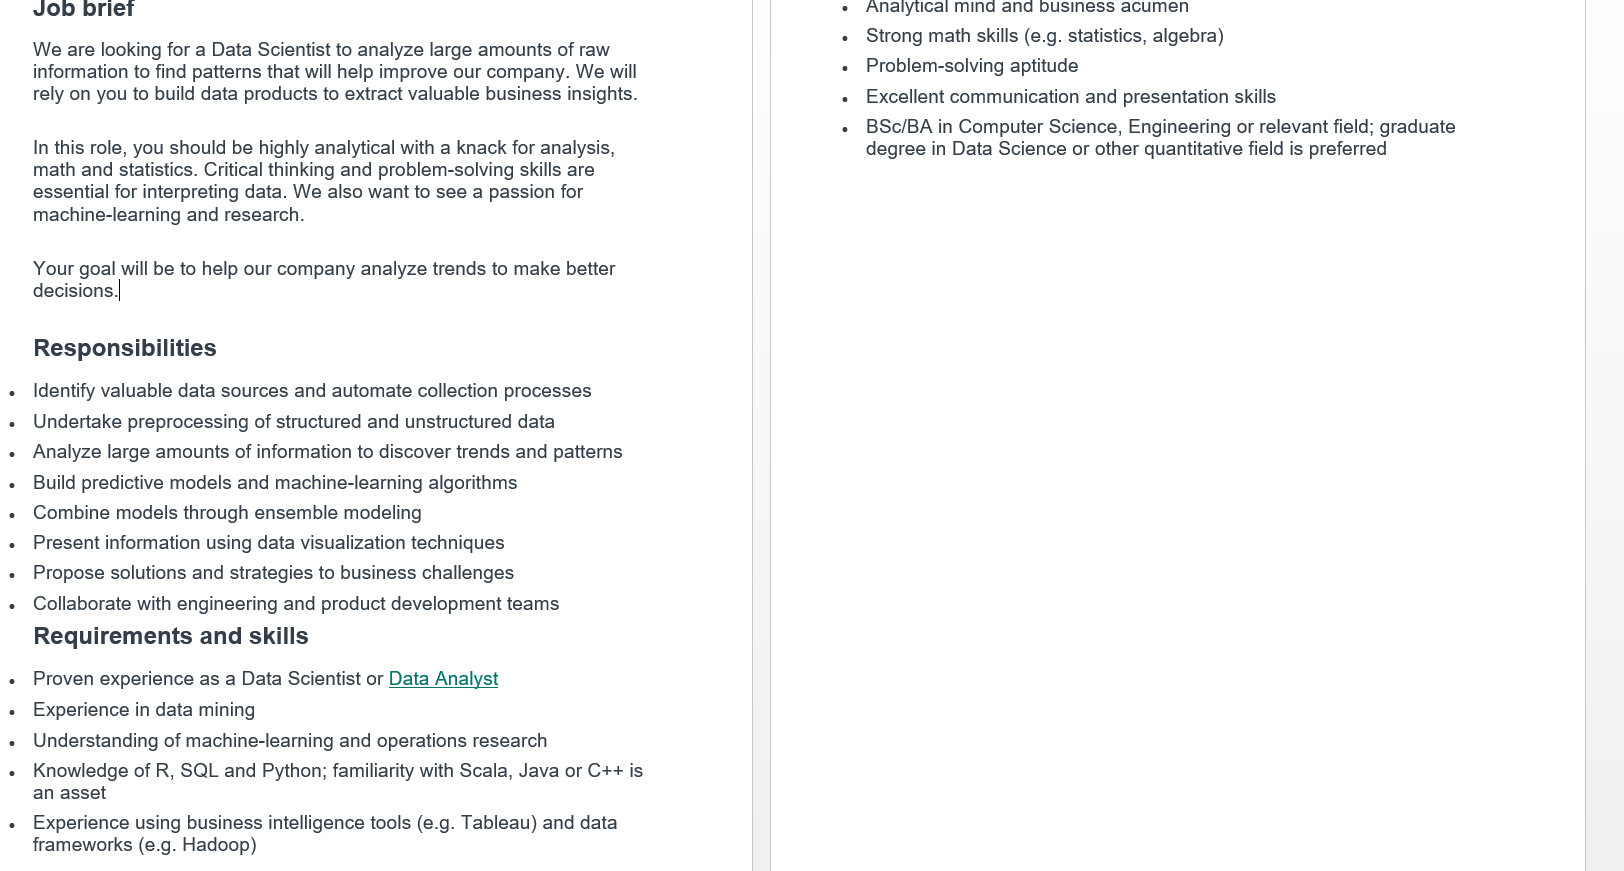 Job brief
We are looking for a Data Scientist to analyze large amounts of raw
information to find patterns that will help improve our company. We will
rely on you to build data products to extract valuable business insights.
In this role, you should be highly analytical with a knack for analysis,
math and statistics. Critical thinking and problem-solving skills are
essential for interpreting data. We also want to see a passion for
machine-learning and research.
Your goal will be to help our company analyze trends to make better
decisions.
Responsibilities
• Identify valuable data sources and automate collection processes
• Undertake preprocessing of structured and unstructured data
• Analyze large amounts of information to discover trends and patterns
• Build predictive models and machine-learning algorithms
• Combine models through ensemble modeling
• Present information using data visualization techniques
• Propose solutions and strategies to business challenges
• Collaborate with engineering and product development teams
Requirements and skills
• Proven experience as a Data Scientist or Data Analyst
• Experience in data mining
• Understanding of machine-learning and operations research
• Knowledge of R, SQL and Python; familiarity with Scala, Java or C++ is
an asset
• Experience using business intelligence tools (e.g. Tableau) and data
frameworks (e.g. Hadoop)
• Analytical mind and business acumen
• Strong math skills (e.g. statistics, algebra)
• Problem-solving aptitude
• Excellent communication and presentation skills
• BSc/BA in Computer Science, Engineering or relevant field; graduate
degree in Data Science or other quantitative field is preferred